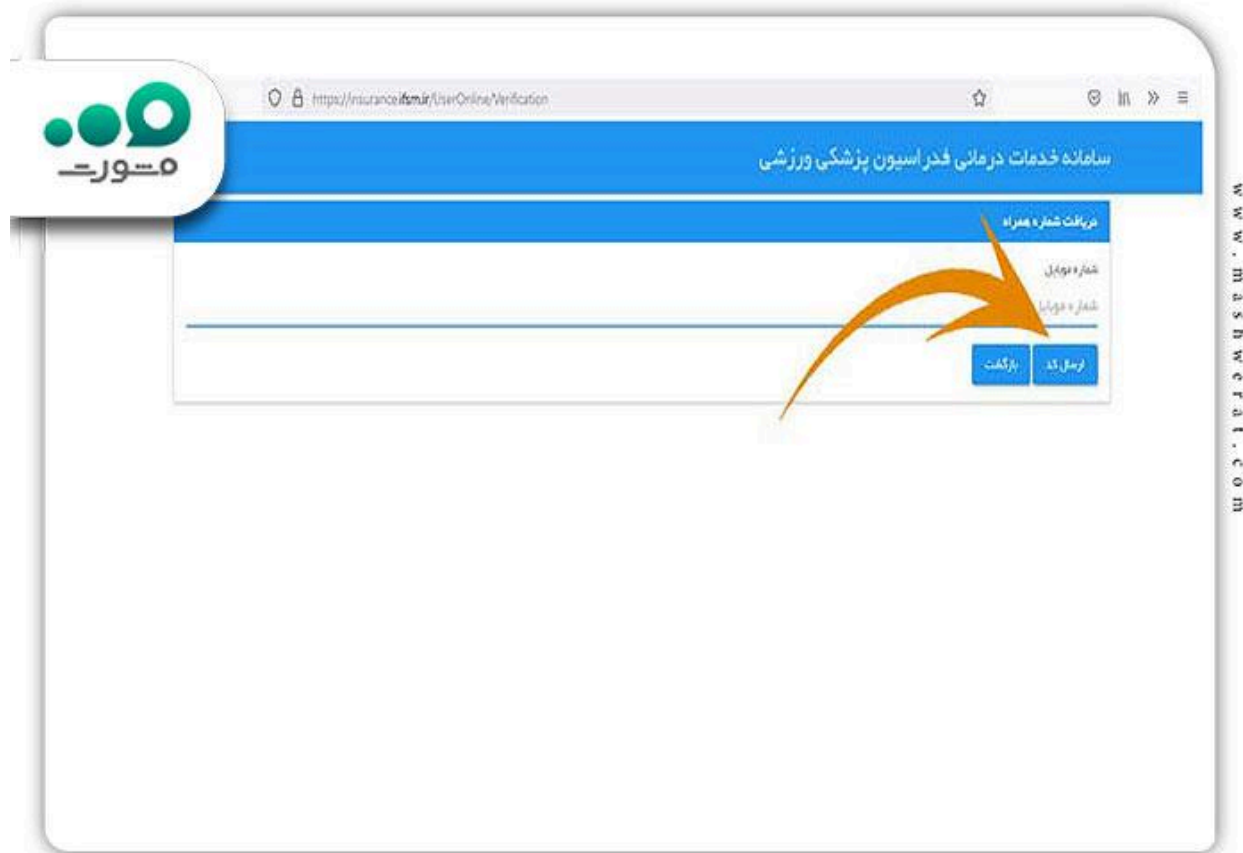 مشورت
https://insurance.ifsm.ir/UserOnline/Verification
سامانه خدمات درمانی فدراسیون پزشکی ورزشی
دریافت شماره همراه
شماره موبایل
شماره موبایل
ارسال کد
بازگشت
www.mashwerat.com